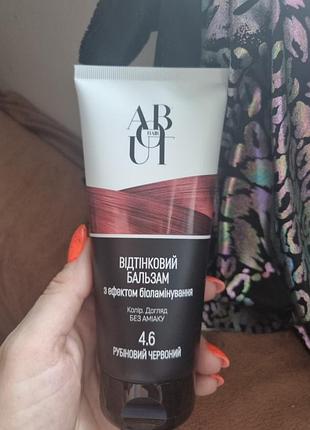 AB
HAIR
OUT
ВІДТІНКОВИЙ
БАЛЬЗАМ
з ефектом біоламінування
Колір. Догляд
БЕЗ АМІАКУ
4.6
РУБІНОВИЙ ЧЕРВОНИЙ